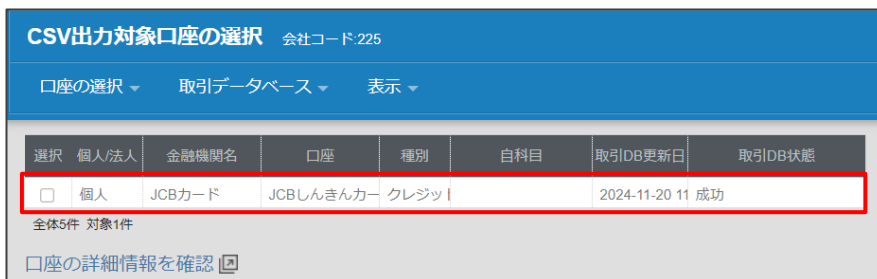 CSV出力対象口座の選択 会社コード:225
口座の選択 取引データベース 表示
選択 個人/法人 金融機関名 口座 種別 自科目 取引DB更新日 取引DB状態
個人 JCBカード JCBしんきんカー クレジット 2024-11-20 11 成功
全体5件 対象1件
口座の詳細情報を確認